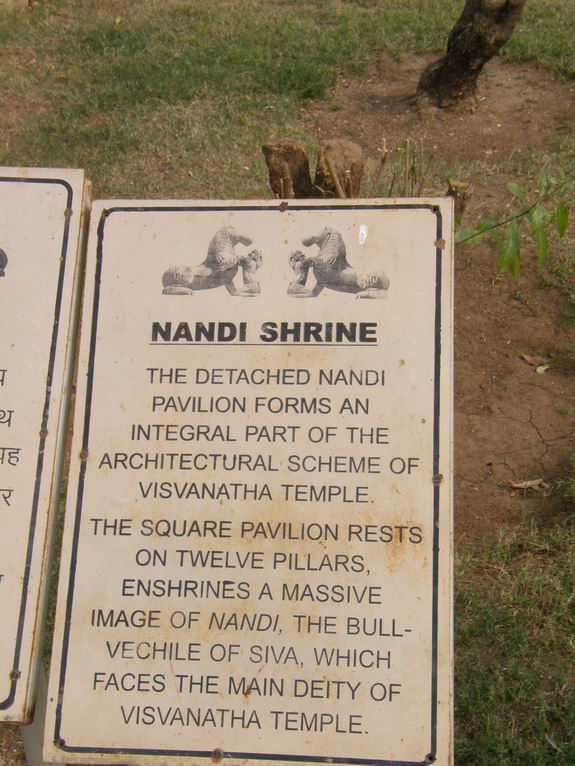 NANDI SHRINE
THE DETACHED NANDI
PAVILION FORMS AN
INTEGRAL PART OF THE
ARCHITECTURAL SCHEME OF
VISVANATHA TEMPLE.
THE SQUARE PAVILION RESTS
ON TWELVE PILLARS,
ENSHRINES A MASSIVE
IMAGE OF NANDI, THE BULL-
VECHILE OF SIVA, WHICH
FACES THE MAIN DEITY OF
VISVANATHA TEMPLE.